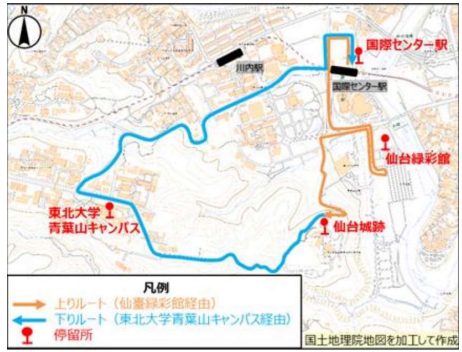 N
国際センター駅
川内駅
国際センター駅
仙台緑彩館
東北大学
青葉山キャンパス
仙台城跡
凡例
上りルート（仙臺緑彩館経由）
下りルート（東北大学青葉山キャンパス経由）
停留所
国土地理院地図を加工して作成